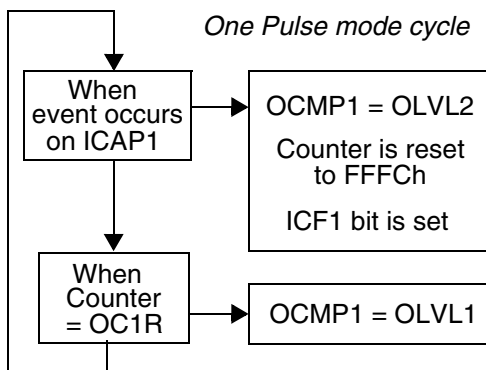 One Pulse mode cycle
When
event occurs
on ICAP1
OCMP1 = OLVL2
Counter is reset
to FFFCh
ICF1 bit is set
When
Counter
= OC1R
OCMP1 = OLVL1